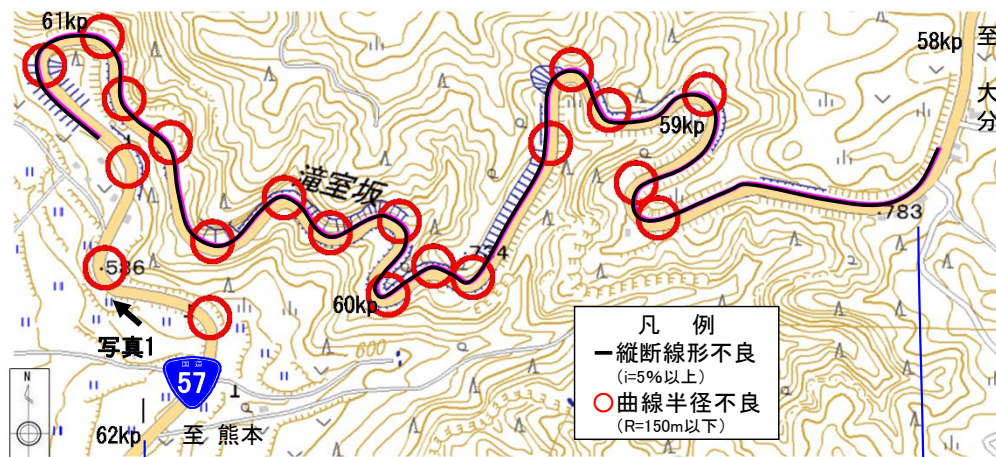 61kp
58kp
至
大
分
59kp
滝室坂
783
774
586
60kp
写真1
600
国道
57
N
62kp
至 熊本
凡 例
縦断線形不良
(i=5%以上)
曲線半径不良
(R=150m以下)